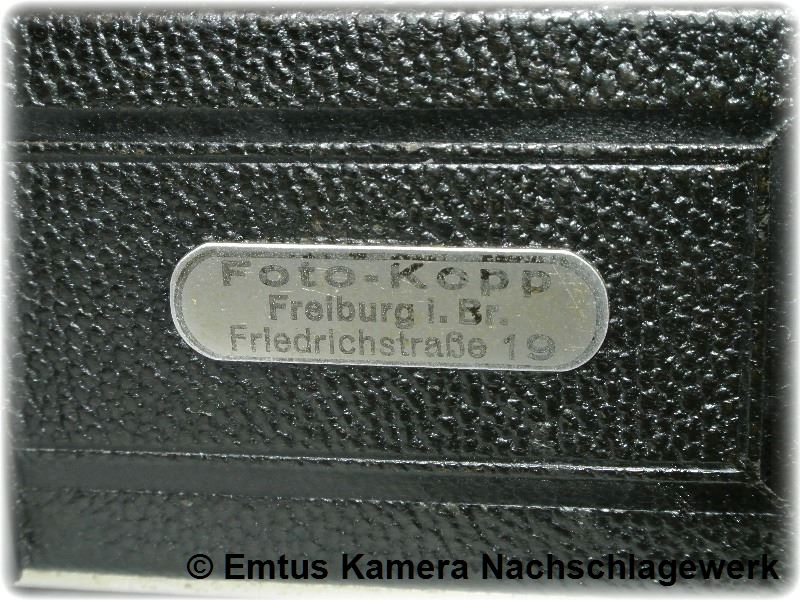 Foto-Kopp
Freiburg i. Br.
Friedrichstraße 19
© Emtus Kamera Nachschlagewerk